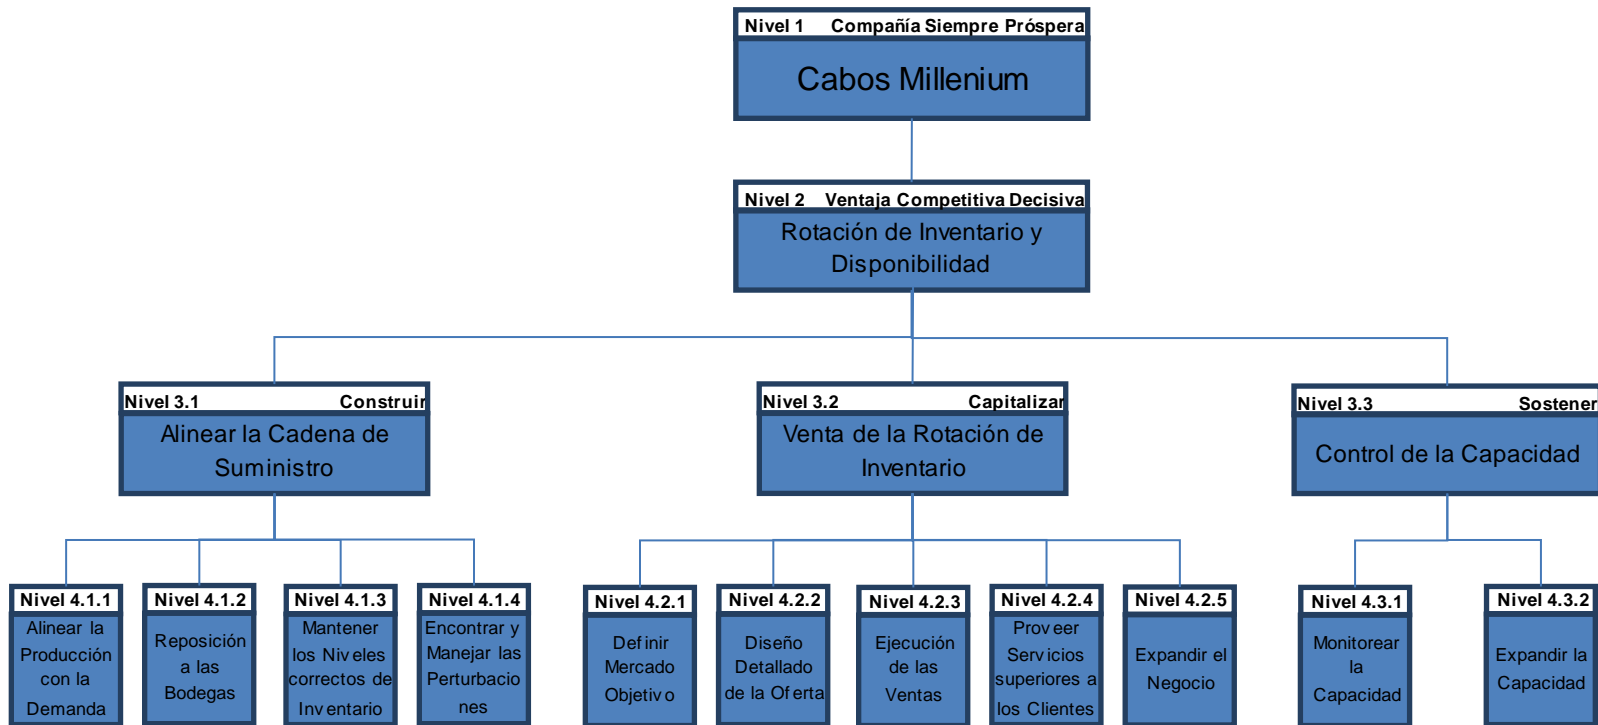 Nivel 1 Compañía Siempre Próspera
Cabos Millenium
Nivel 2 Ventaja Competitiva Decisiva
Rotación de Inventario y
Disponibilidad
Nivel 3.1 Construir
Alinear la Cadena de
Suministro
Nivel 3.2 Capitalizar
Venta de la Rotación de
Inventario
Nivel 3.3 Sostener
Control de la Capacidad
Nivel 4.1.1
Alinear la
Producción
con la
Demanda
Nivel 4.1.2
Reposición
a las
Bodegas
Nivel 4.1.3
Mantener
los Niveles
correctos de
Inventario
Nivel 4.1.4
Encontrar y
Manejar las
Perturbacio
nes
Nivel 4.2.1
Definir
Mercado
Objetivo
Nivel 4.2.2
Diseño
Detallado
de la Oferta
Nivel 4.2.3
Ejecución
de las
Ventas
Nivel 4.2.4
Proveer
Servicios
superiores a
los Clientes
Nivel 4.2.5
Expandir el
Negocio
Nivel 4.3.1
Monitorear
la
Capacidad
Nivel 4.3.2
Expandir la
Capacidad